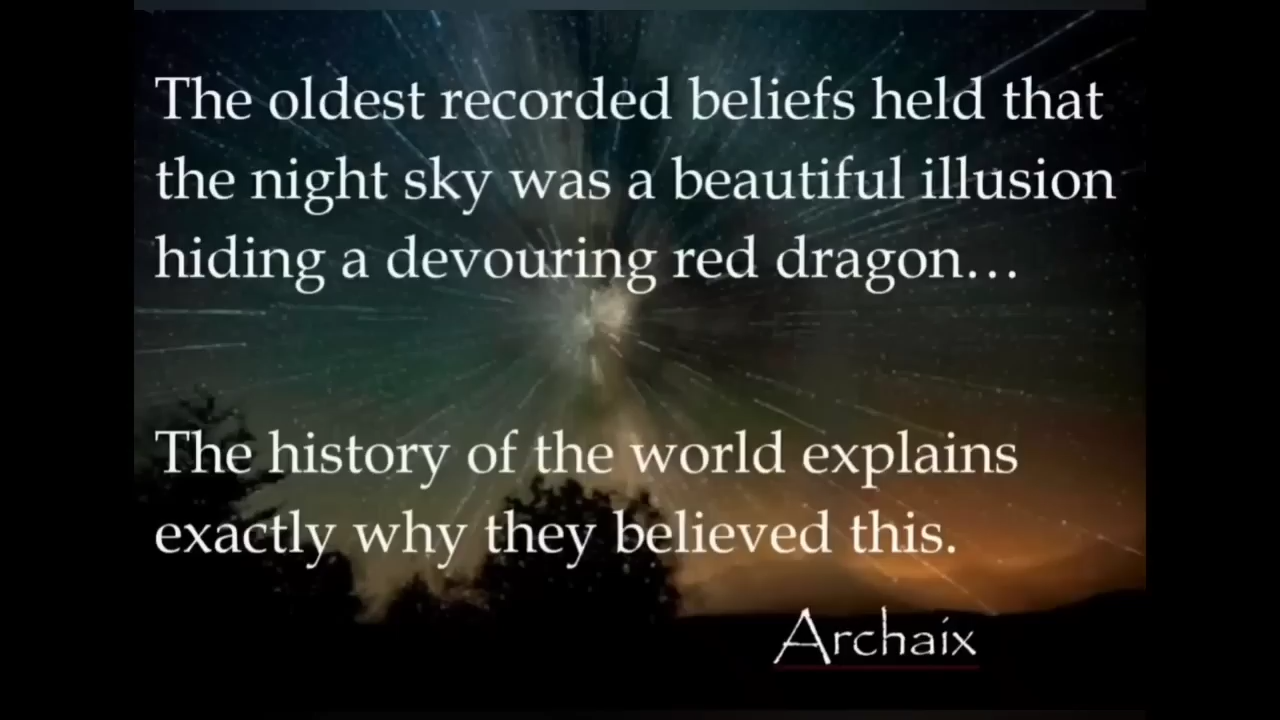 The oldest recorded beliefs held that
the night sky was a beautiful illusion
hiding a devouring red dragon...
The history of the world explains
exactly why they believed this.
Archaix